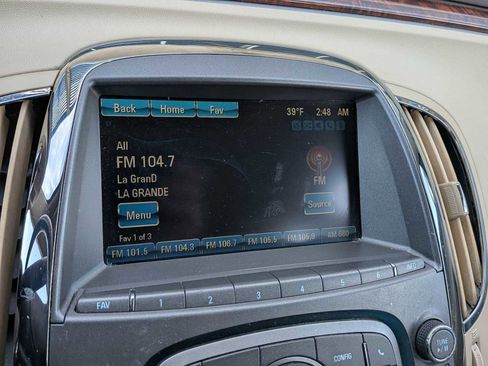 Back Home Fav 39°F 2:48 AM
All
FM 104.7
La GranD
LA GRANDE
FM
Menu Source
Fav 1 of 3
FM 101.5 FM 104.3 FM 106.7 FM 105.5 FM 105.9 AM 680
FAV 1 2 3 4 5 6
TUNE
CONFIG